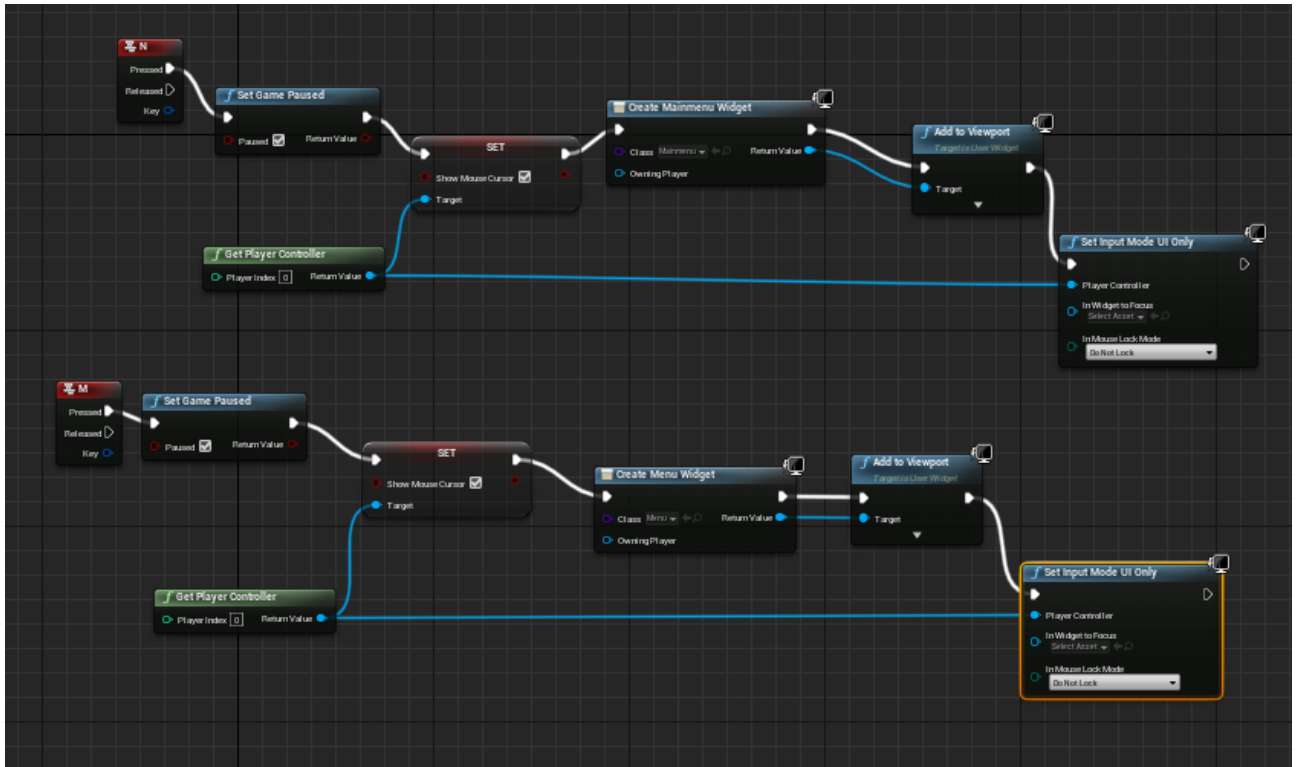 N
Pressed
Released
Key
Set Game Paused
Paused
Return Value
SET
Show Mouse Cursor
Target
Get Player Controller
Player Index 0
Return Value
Create Mainmenu Widget
Class Mainmenu
Return Value
Owning Player
Add to Viewport
Target is User Widget
Target
Set Input Mode UI Only
Player Controller
In Widget to Focus
Select Asset
In Mouse Lock Mode
Do Not Lock
M
Pressed
Released
Key
Set Game Paused
Paused
Return Value
SET
Show Mouse Cursor
Target
Get Player Controller
Player Index 0
Return Value
Create Menu Widget
Class Menu
Return Value
Owning Player
Add to Viewport
Target is User Widget
Target
Set Input Mode UI Only
Player Controller
In Widget to Focus
Select Asset
In Mouse Lock Mode
Do Not Lock